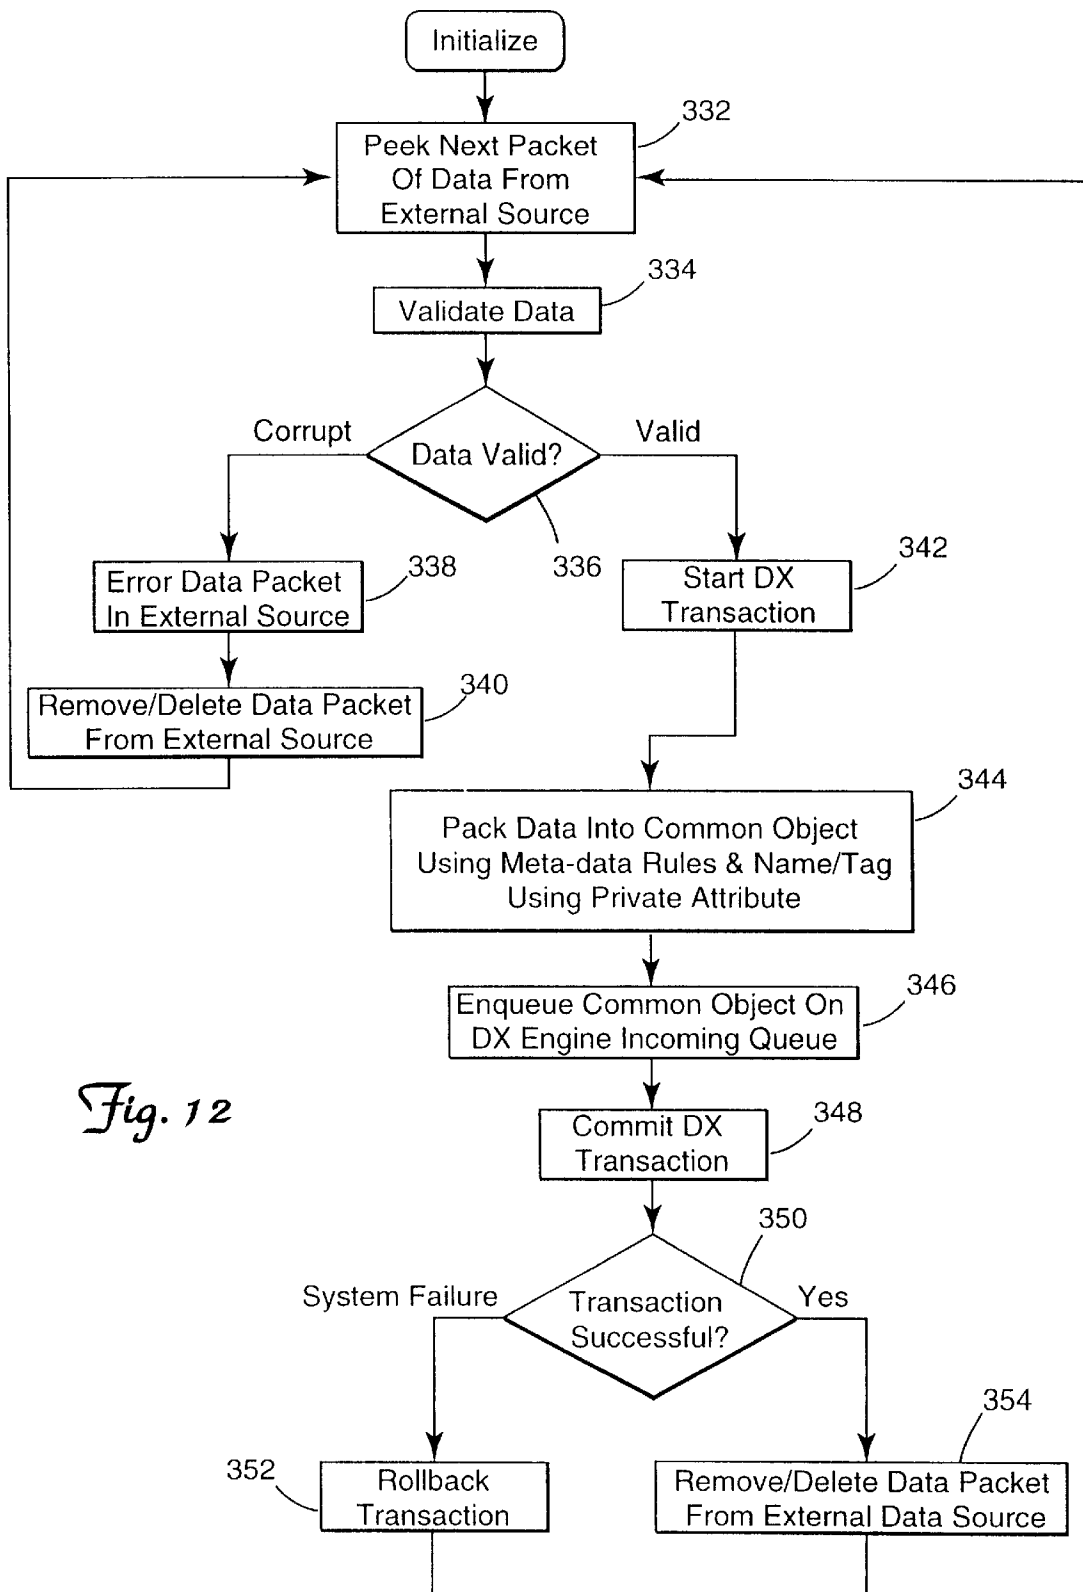 Initialize
332
Peek Next Packet
Of Data From
External Source
334
Validate Data
Corrupt
Valid
Data Valid?
336
338
Error Data Packet
In External Source
342
Start DX
Transaction
340
Remove/Delete Data Packet
From External Source
344
Pack Data Into Common Object
Using Meta-data Rules & Name/Tag
Using Private Attribute
346
Enqueue Common Object On
DX Engine Incoming Queue
Fig. 12
348
Commit DX
Transaction
350
System Failure
Yes
Transaction
Successful?
352
Rollback
Transaction
354
Remove/Delete Data Packet
From External Data Source